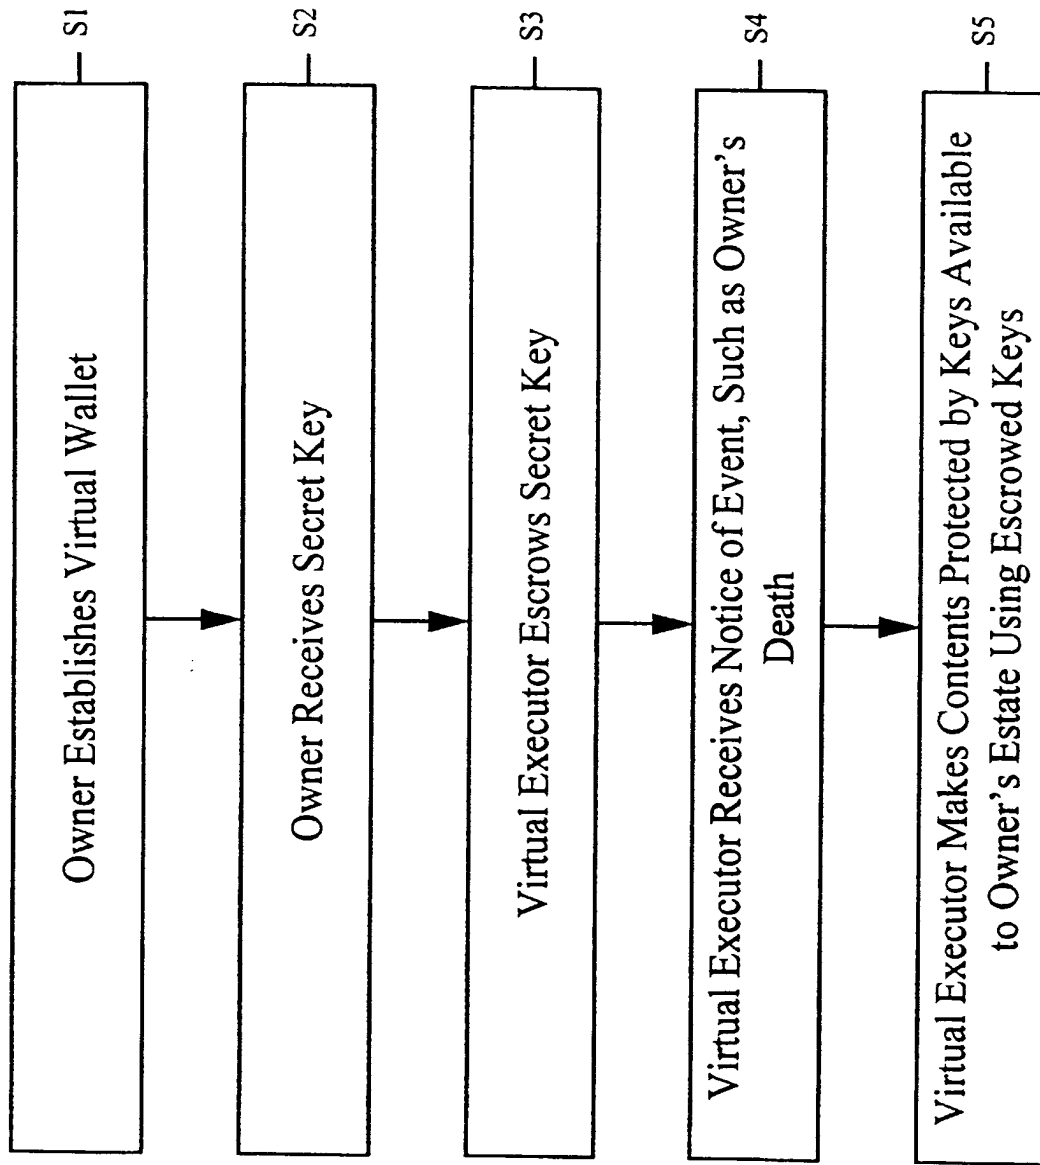 Owner Establishes Virtual Wallet
S1
Owner Receives Secret Key
S2
Virtual Executor Escrows Secret Key
S3
Virtual Executor Receives Notice of Event, Such as Owner's
Death
S4
Virtual Executor Makes Contents Protected by Keys Available
to Owner's Estate Using Escrowed Keys
S5